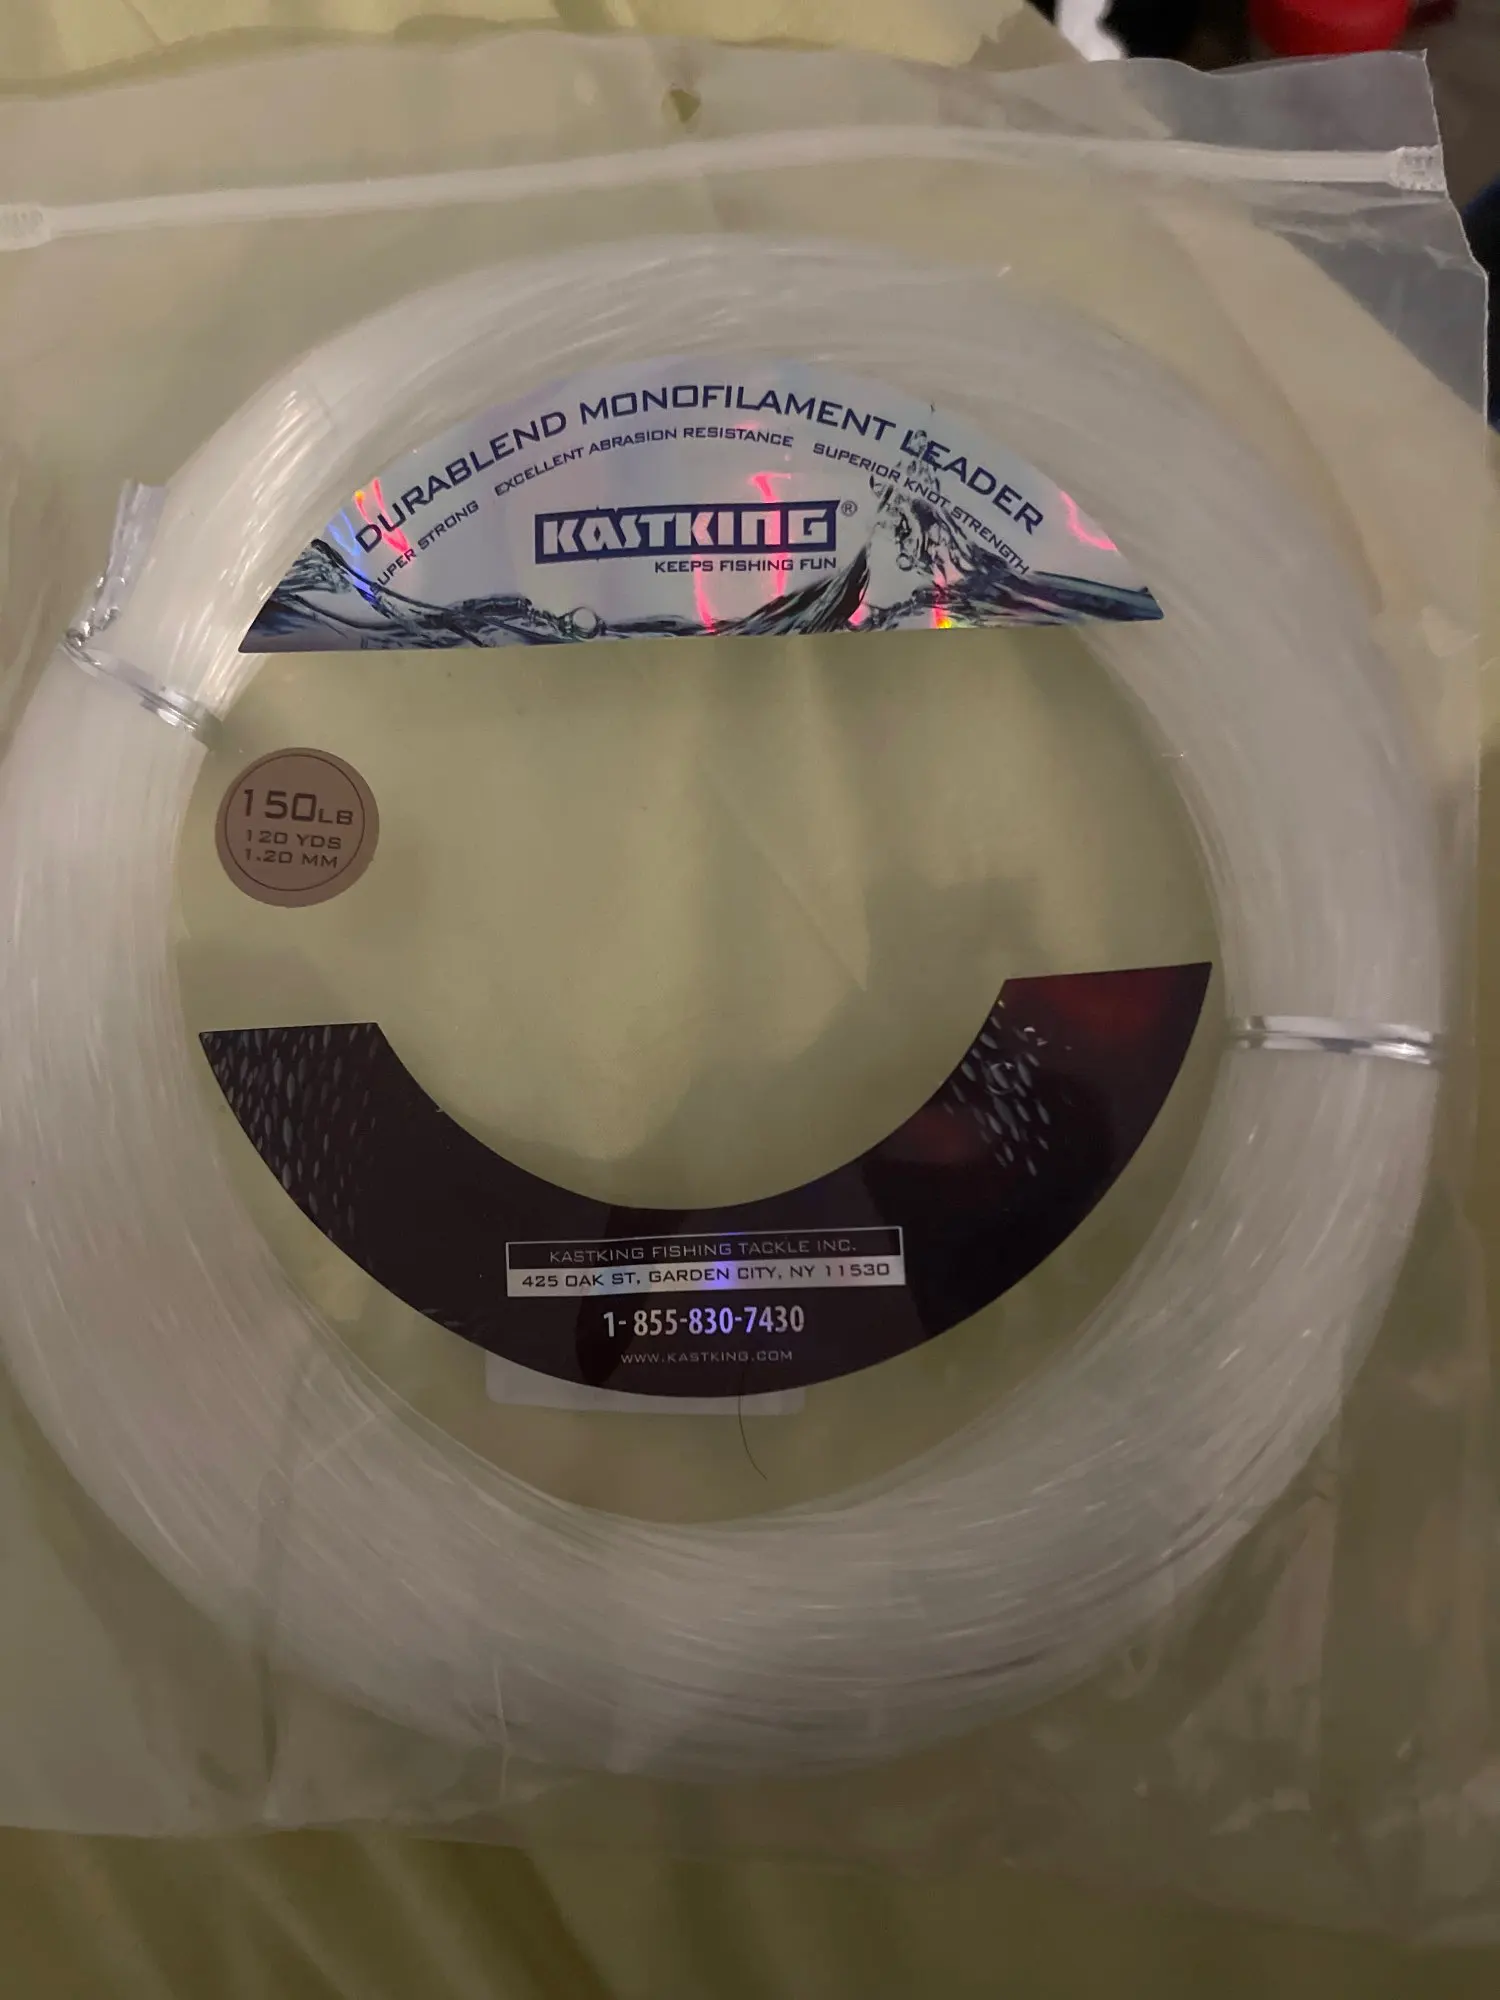 DURABLEND MONOFILAMENT LEADER
SUPER STRONG EXCELLENT ABRASION RESISTANCE SUPERIOR KNOT STRENGTH
KASTKING®
KEEPS FISHING FUN
150LB
120 YDS
1.20 MM
KASTKING FISHING TACKLE INC.
425 OAK ST, GARDEN CITY, NY 11530
1-855-830-7430
WWW.KASTKING.COM